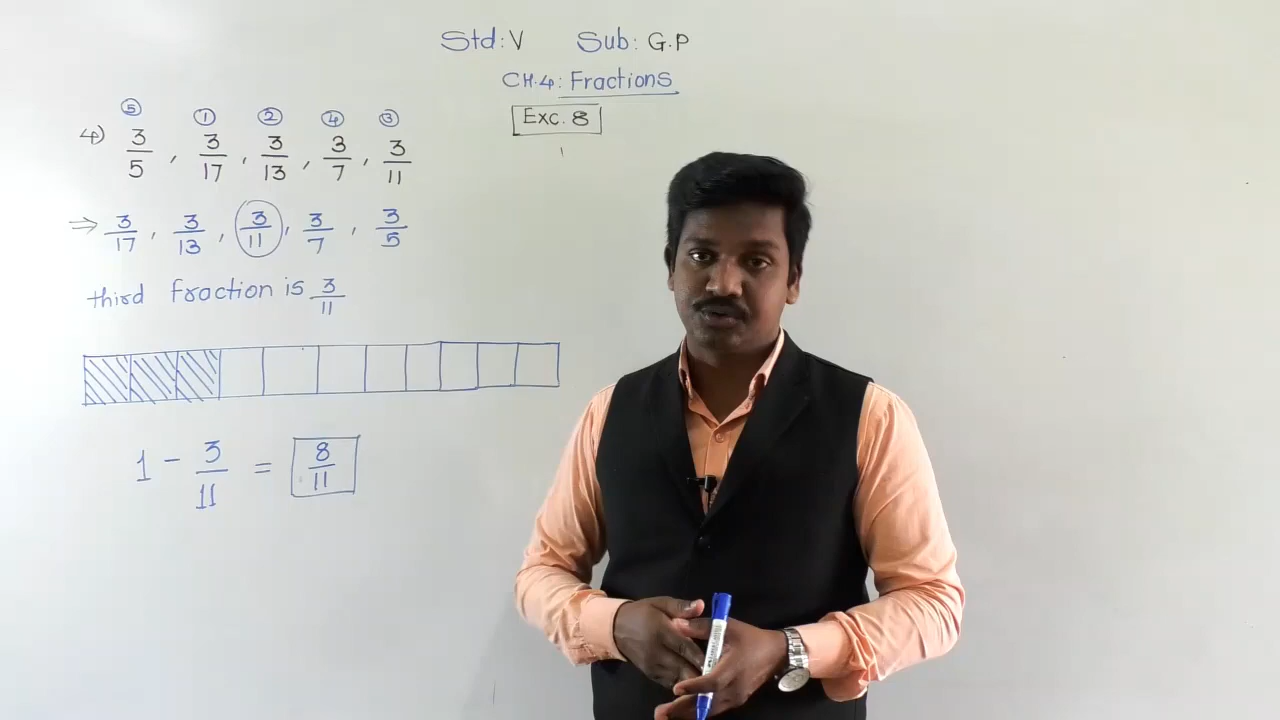 Std: V Sub: G.P
CH.4: Fractions
Exc. 8
⑤ ① ② ④ ③
4) 3/5, 3/17, 3/13, 3/7, 3/11
⇒ 3/17, 3/13, 3/11, 3/7, 3/5
third fraction is 3/11
1 - 3/11 = 8/11